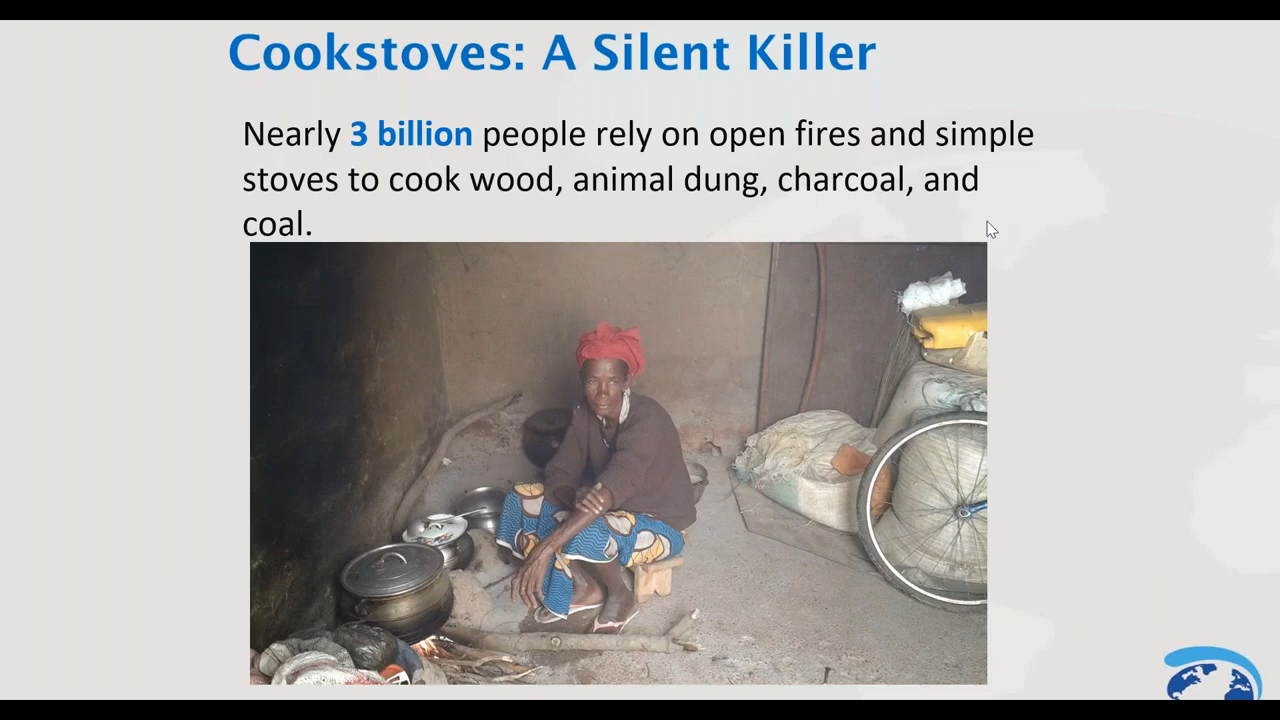 Cookstoves: A Silent Killer
Nearly 3 billion people rely on open fires and simple
stoves to cook wood, animal dung, charcoal, and
coal.